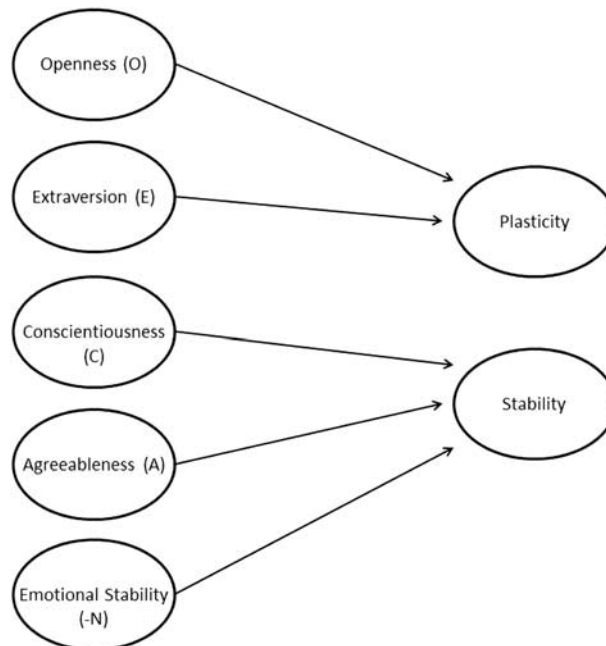 Openness (O)
Extraversion (E)
Plasticity
Conscientiousness
(C)
Stability
Agreeableness (A)
Emotional Stability
(-N)